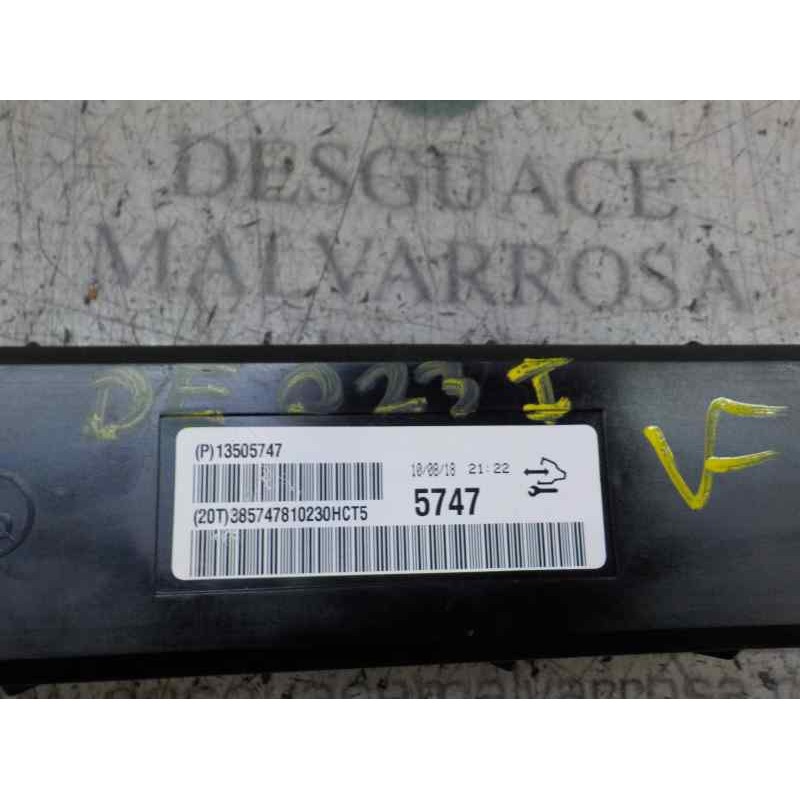 DESGUACE
MALVARROSA
DE 023 I
VF
(P)13505747
10/08/18 21:22
5747
(20T)385747810230HCT5